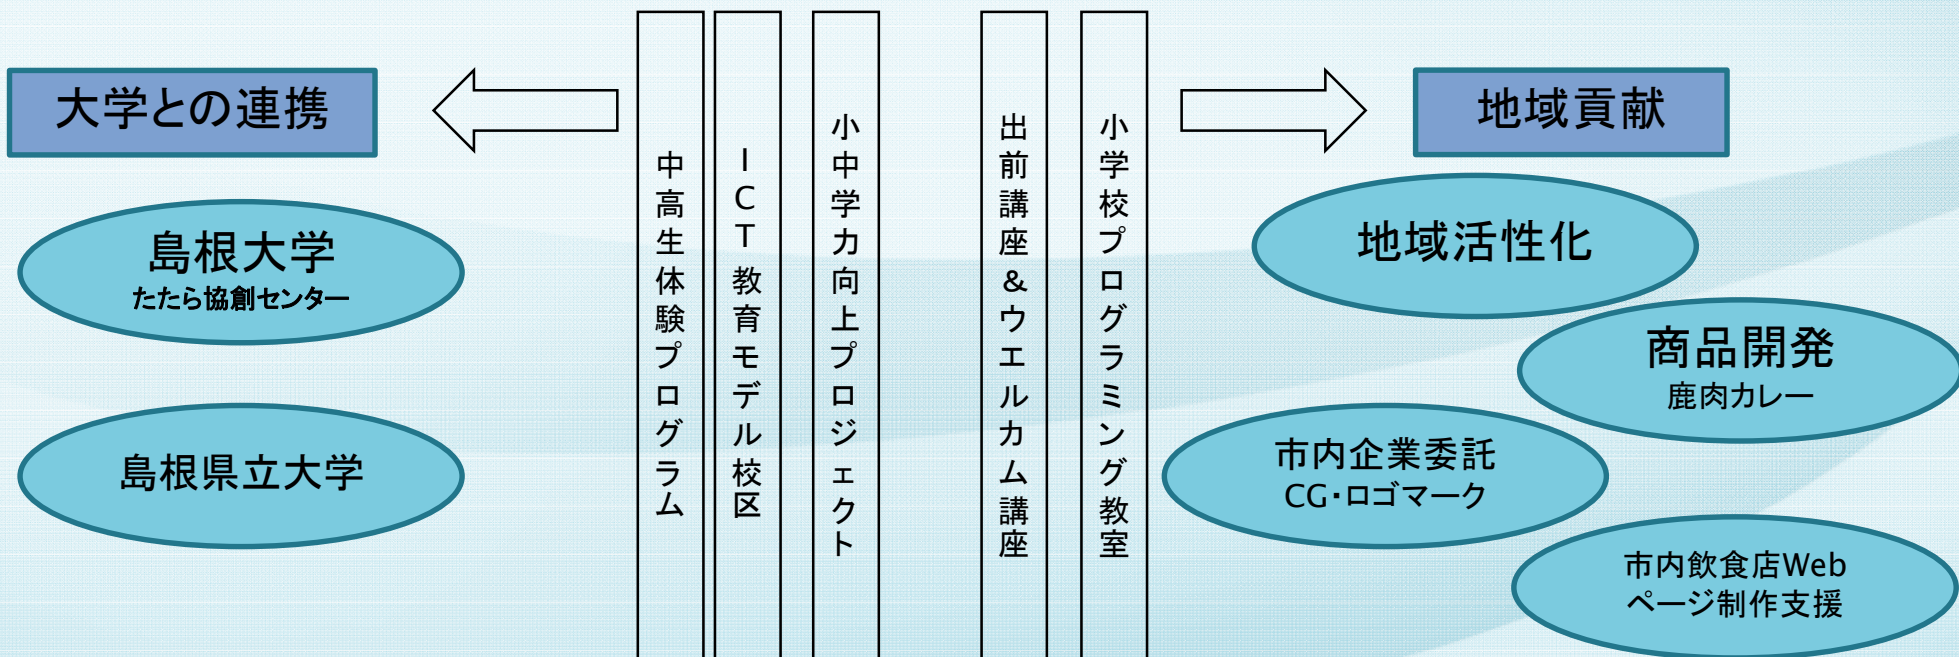 大学との連携
島根大学
たたら協創センター
島根県立大学
中高生体験プログラム
ICT教育モデル校区
小中学力向上プロジェクト
出前講座&ウエルカム講座
小学校プログラミング教室
地域貢献
地域活性化
商品開発
鹿肉カレー
市内企業委託
CG・ロゴマーク
市内飲食店Web
ページ制作支援